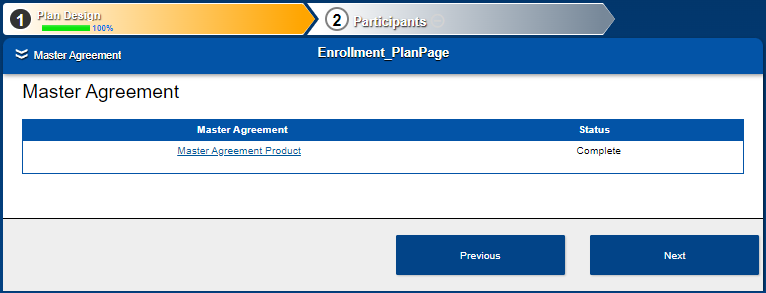 1 Plan Design
100%
2 Participants
Master Agreement
Enrollment_PlanPage
Master Agreement
Master Agreement Status
Master Agreement Product Complete
Previous Next